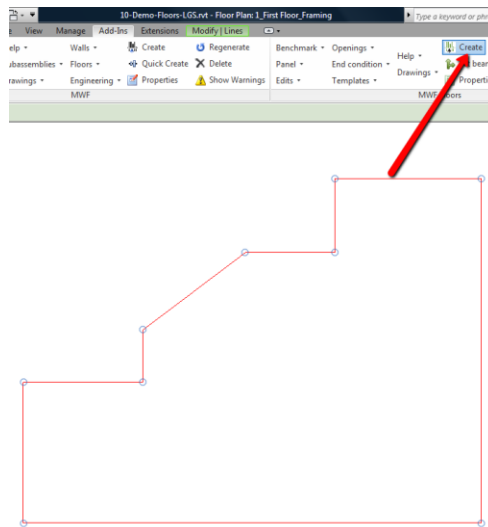 10-Demo-Floors-LGS.rvt - Floor Plan: 1_First Floor_Framing
Type a keyword or phr
View Manage Add-Ins Extensions Modify | Lines
elp Walls Create Regenerate Benchmark Openings Help Create
ubassemblies Floors Quick Create Delete Panel End condition Drawings bear
rawings Engineering Properties Show Warnings Edits Templates Properti
MWF MWF